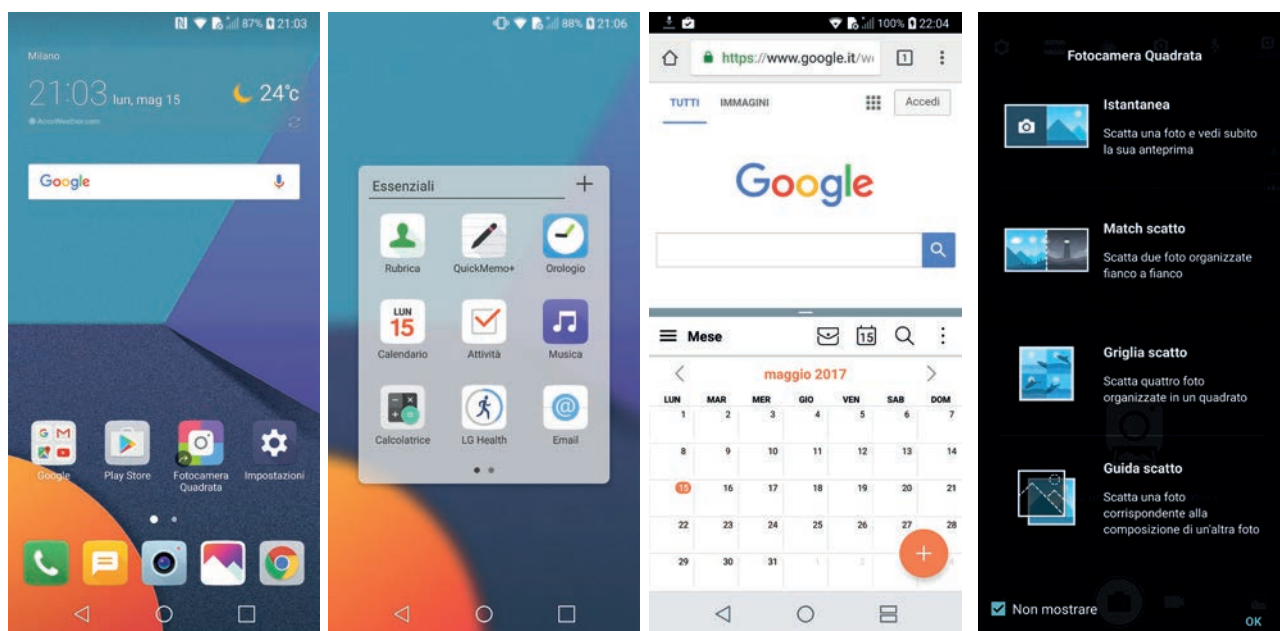 87% 21:03
Milano
21:03 lun, mag 15
24°c
AccuWeather.com
Google
Google
Play Store
Fotocamera
Quadrata
Impostazioni
88% 21:06
Essenziali
Rubrica
QuickMemo+
Orologio
LUN
15
Calendario
Attività
Musica
Calcolatrice
LG Health
Email
100% 22:04
https://www.google.it/w
1
TUTTI
IMMAGINI
Accedi
Google
Mese
15
maggio 2017
LUN MAR MER GIO VEN SAB DOM
1 2 3 4 5 6 7
8 9 10 11 12 13 14
15 16 17 18 19 20 21
22 23 24 25 26 27 28
29 30 31 1 2 4
Fotocamera Quadrata
Istantanea
Scatta una foto e vedi subito
la sua anteprima
Match scatto
Scatta due foto organizzate
fianco a fianco
Griglia scatto
Scatta quattro foto
organizzate in un quadrato
Guida scatto
Scatta una foto
corrispondente alla
composizione di un'altra foto
Non mostrare
OK